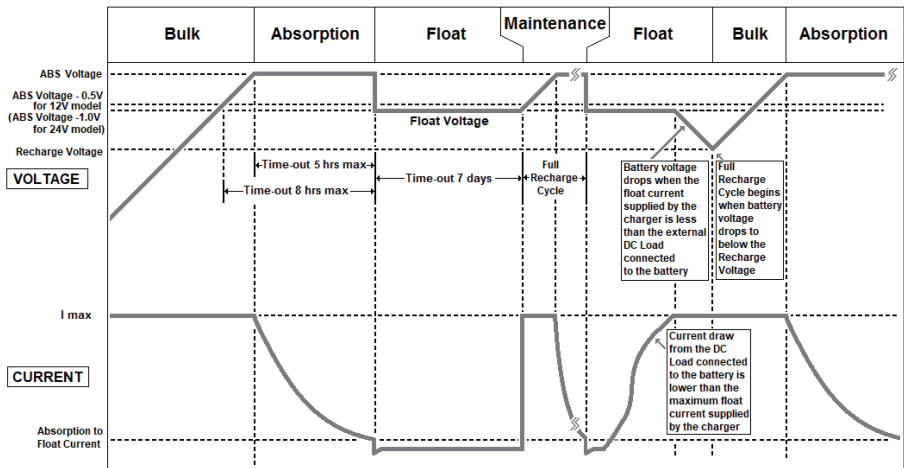 Bulk
Absorption
Float
Maintenance
Float
Bulk
Absorption
ABS Voltage
ABS Voltage - 0.5V
for 12V model
(ABS Voltage -1.0V
for 24V model)
Float Voltage
Recharge Voltage
VOLTAGE
Time-out 5 hrs max
Time-out 8 hrs max
Time-out 7 days
Full
Recharge
Cycle
Battery voltage
drops when the
float current
supplied by the
charger is less
than the external
DC Load
connected
to the battery
Full
Recharge
Cycle begins
when battery
voltage
drops to
below the
Recharge
Voltage
I max
CURRENT
Current draw
from the DC
Load connected
to the battery is
lower than the
maximum float
current supplied
by the charger
Absorption to
Float Current